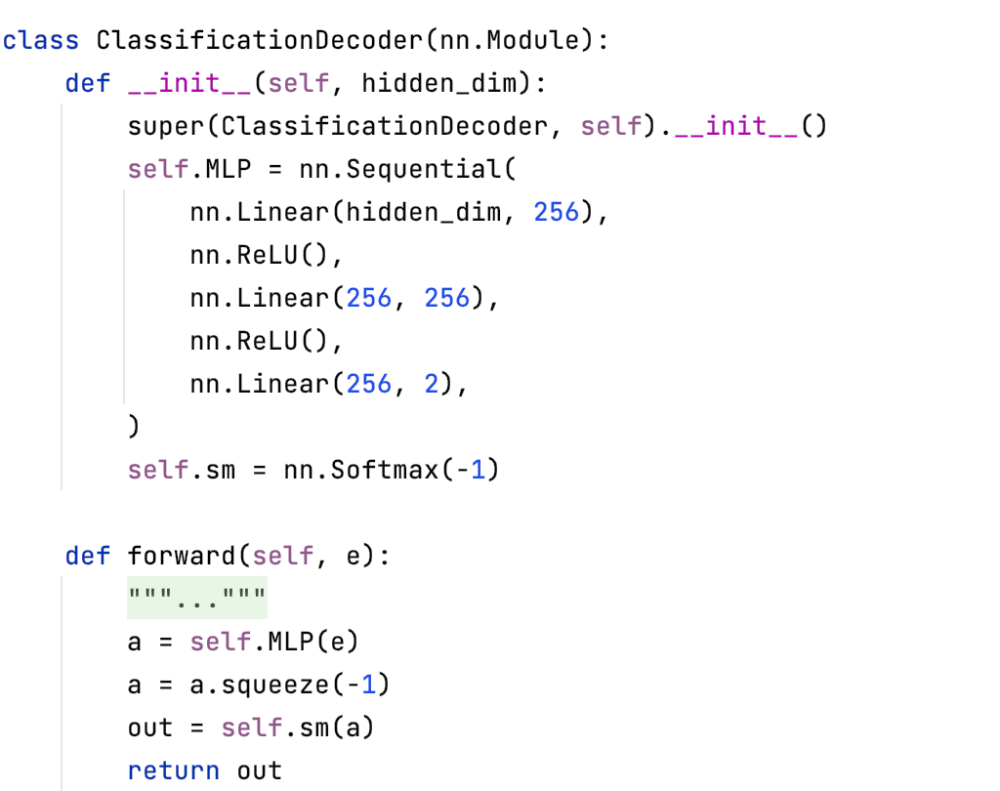 class ClassificationDecoder(nn.Module):
    def __init__(self, hidden_dim):
        super(ClassificationDecoder, self).__init__()
        self.MLP = nn.Sequential(
            nn.Linear(hidden_dim, 256),
            nn.ReLU(),
            nn.Linear(256, 256),
            nn.ReLU(),
            nn.Linear(256, 2),
        )
        self.sm = nn.Softmax(-1)

    def forward(self, e):
        """..."""
        a = self.MLP(e)
        a = a.squeeze(-1)
        out = self.sm(a)
        return out